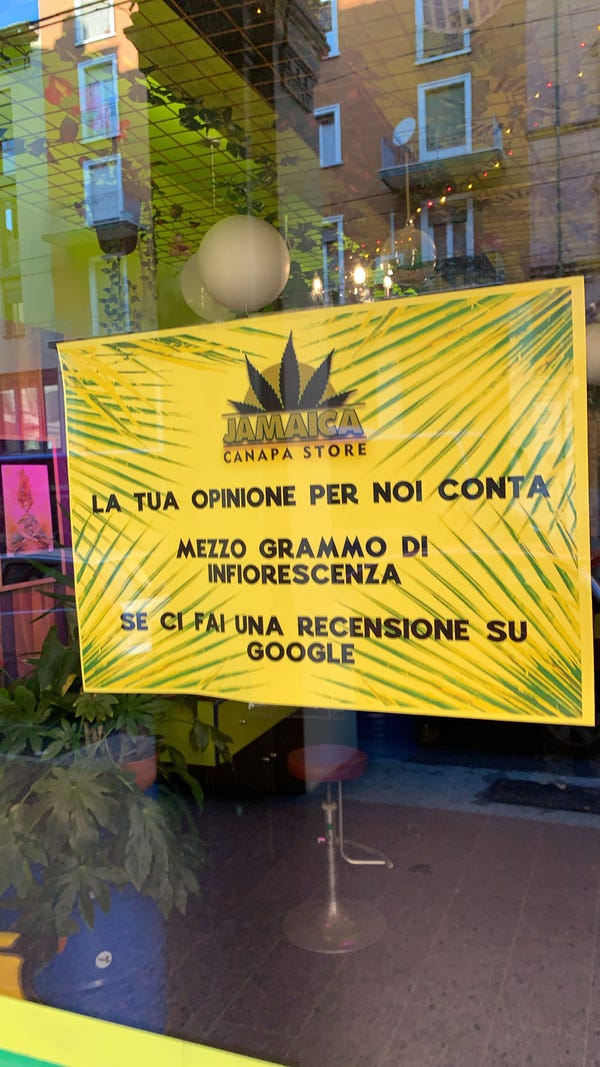 JAMAICA
CANAPA STORE
LA TUA OPINIONE PER NOI CONTA
MEZZO GRAMMO DI
INFIORESCENZA
SE CI FAI UNA RECENSIONE SU
GOOGLE